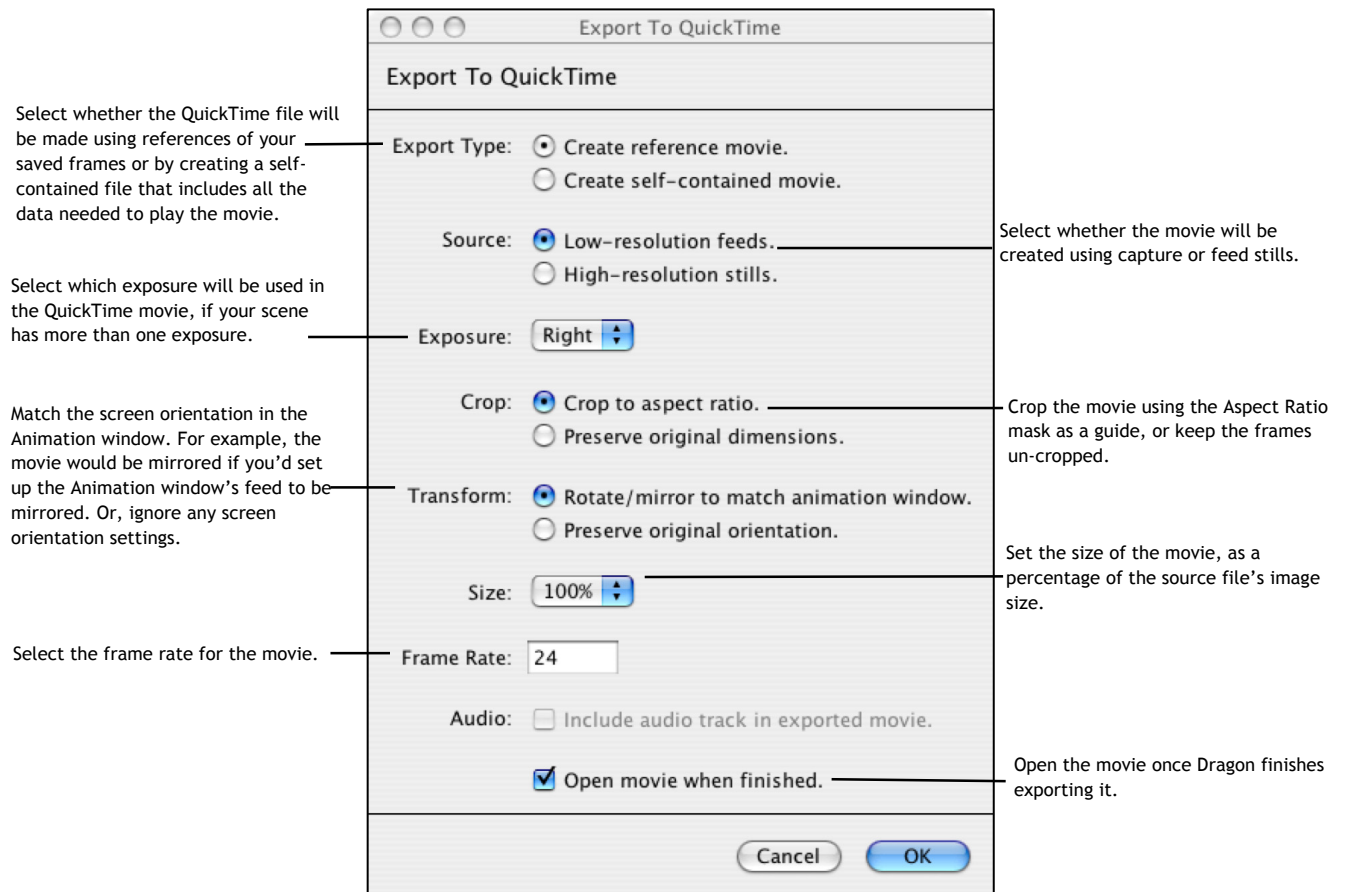 Export To QuickTime
Export To QuickTime
Select whether the QuickTime file will
be made using references of your
saved frames or by creating a self-
contained file that includes all the
data needed to play the movie.
Export Type:
Create reference movie.
Create self-contained movie.
Source:
Low-resolution feeds.
High-resolution stills.
Select whether the movie will be
created using capture or feed stills.
Select which exposure will be used in
the QuickTime movie, if your scene
has more than one exposure.
Exposure:
Right
Crop:
Crop to aspect ratio.
Preserve original dimensions.
Crop the movie using the Aspect Ratio
mask as a guide, or keep the frames
un-cropped.
Match the screen orientation in the
Animation window. For example, the
movie would be mirrored if you’d set
up the Animation window’s feed to be
mirrored. Or, ignore any screen
orientation settings.
Transform:
Rotate/mirror to match animation window.
Preserve original orientation.
Size:
100%
Set the size of the movie, as a
percentage of the source file’s image
size.
Select the frame rate for the movie.
Frame Rate:
24
Audio:
Include audio track in exported movie.
Open movie when finished.
Open the movie once Dragon finishes
exporting it.
Cancel
OK